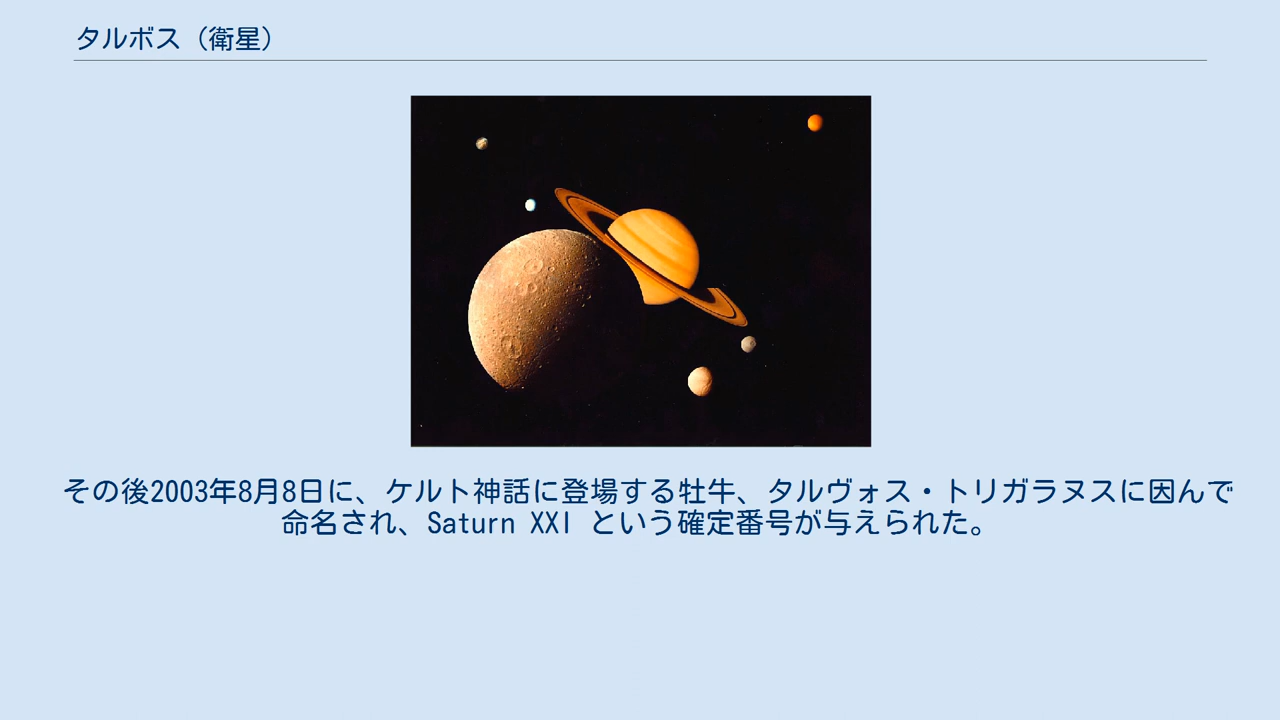 タルボス（衛星）
その後2003年8月8日に、ケルト神話に登場する牡牛、タルヴォス・トリガラヌスに因んで
命名され、Saturn XXI という確定番号が与えられた。